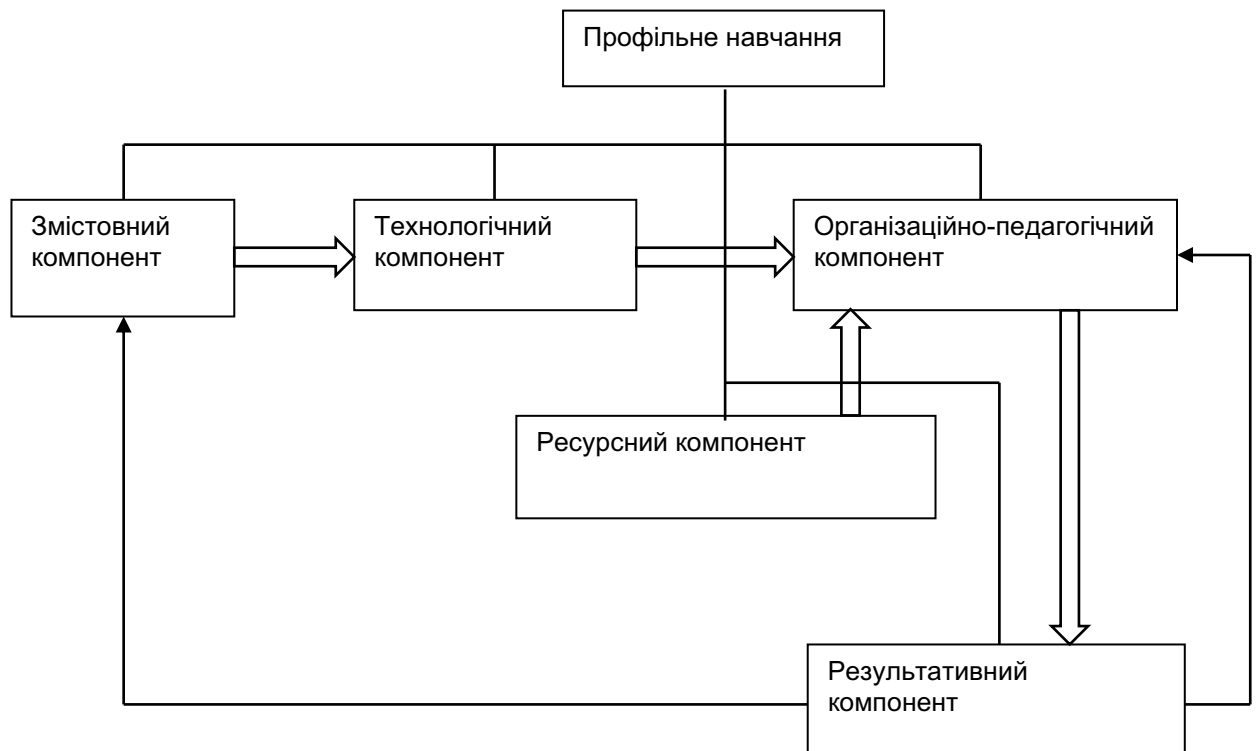 Профільне навчання
Змістовний
компонент
Технологічний
компонент
Організаційно-педагогічний
компонент
Ресурсний компонент
Результативний
компонент